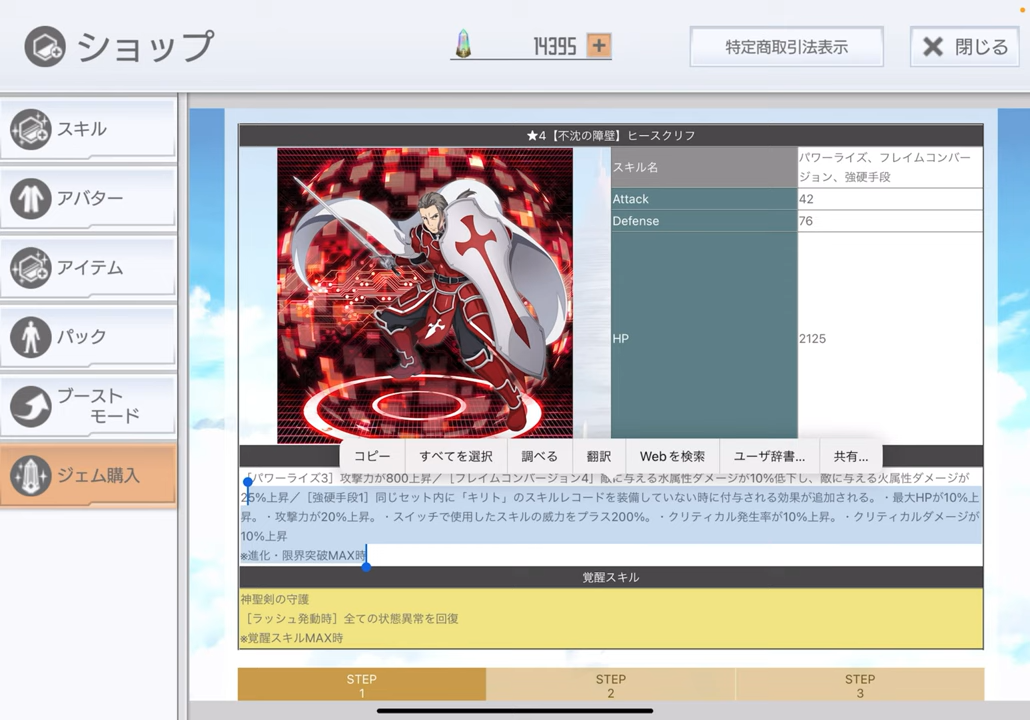 ショップ
14395
特定商取引法表示
閉じる
スキル
アバター
アイテム
パック
ブースト
モード
ジェム購入
★4【不沈の障壁】ヒースクリフ
スキル名
パワーライズ、フレイムコンバー
ジョン、強硬手段
Attack
42
Defense
76
HP
2125
コピー
すべてを選択
調べる
翻訳
Webを検索
ユーザ辞書...
共有...
［パワーライズ3］攻撃力が800上昇／［フレイムコンバージョン4］敵に与える水属性ダメージが10%低下し、敵に与える火属性ダメージが
25%上昇／［強硬手段1］同じセット内に「キリト」のスキルレコードを装備していない時に付与される効果が追加される。・最大HPが10%上
昇。・攻撃力が20%上昇。・スイッチで使用したスキルの威力をプラス200%。・クリティカル発生率が10%上昇。・クリティカルダメージが
10%上昇
※進化・限界突破MAX時
覚醒スキル
神聖剣の守護
［ラッシュ発動時］全ての状態異常を回復
※覚醒スキルMAX時
STEP
1
STEP
2
STEP
3